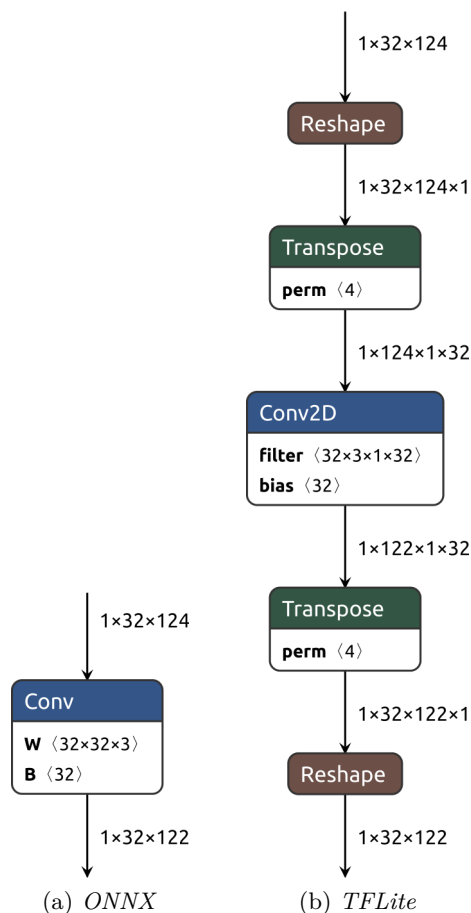 1×32×124
Reshape
1×32×124×1
Transpose
perm ⟨4⟩
1×124×1×32
Conv2D
filter ⟨32×3×1×32⟩
bias ⟨32⟩
1×122×1×32
Transpose
perm ⟨4⟩
1×32×122×1
Reshape
1×32×122
1×32×124
Conv
W ⟨32×32×3⟩
B ⟨32⟩
1×32×122
(a) ONNX
(b) TFLite